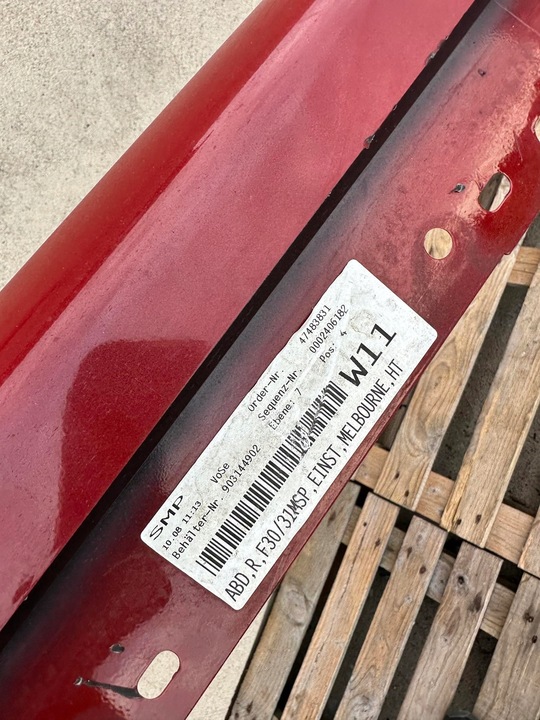 SMP
10.08 11:13 VoSe Order-Nr. 47483831
Behälter-Nr. 903144902 Sequenz-Nr. 0002406182
Ebene: 7 Pos: 4
W11
ABD,R,F30/31MSP,EINST,MELBOURNE,HT